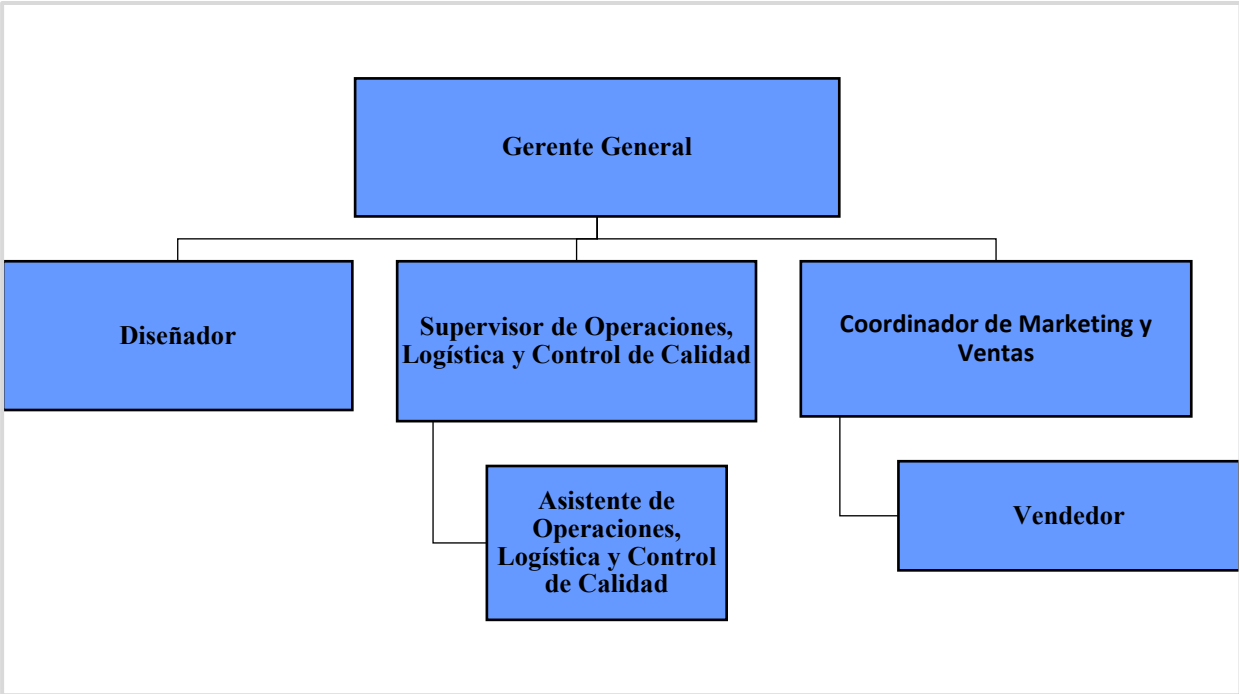 Gerente General
Diseñador
Supervisor de Operaciones,
Logística y Control de Calidad
Coordinador de Marketing y
Ventas
Asistente de
Operaciones,
Logística y Control
de Calidad
Vendedor